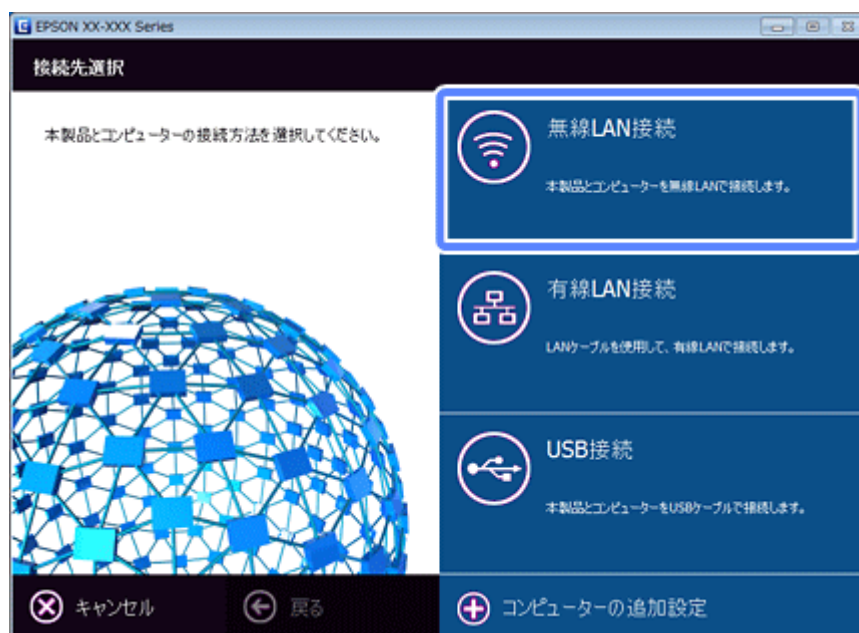 EPSON XX-XXX Series
接続先選択
本製品とコンピューターの接続方法を選択してください。
無線LAN接続
本製品とコンピューターを無線LANで接続します。
有線LAN接続
LANケーブルを使用して、有線LANで接続します。
USB接続
本製品とコンピューターをUSBケーブルで接続します。
キャンセル
戻る
コンピューターの追加設定